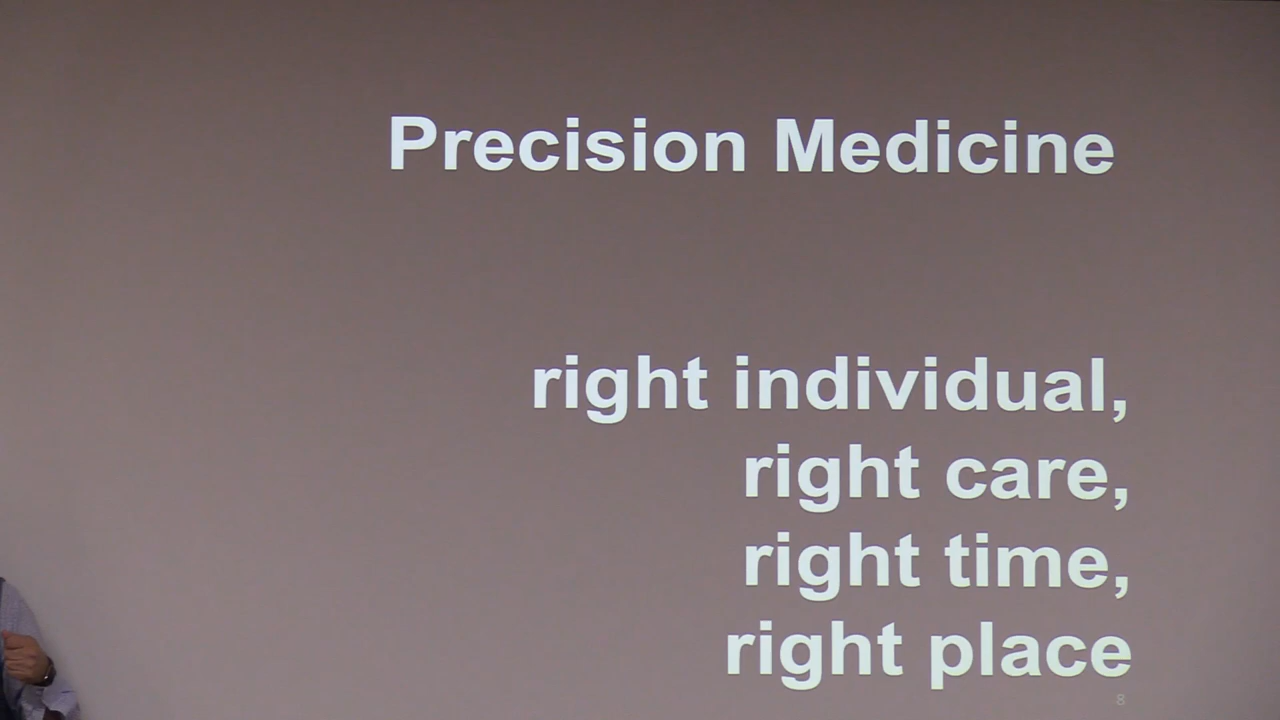 Precision Medicine
right individual,
right care,
right time,
right place
8